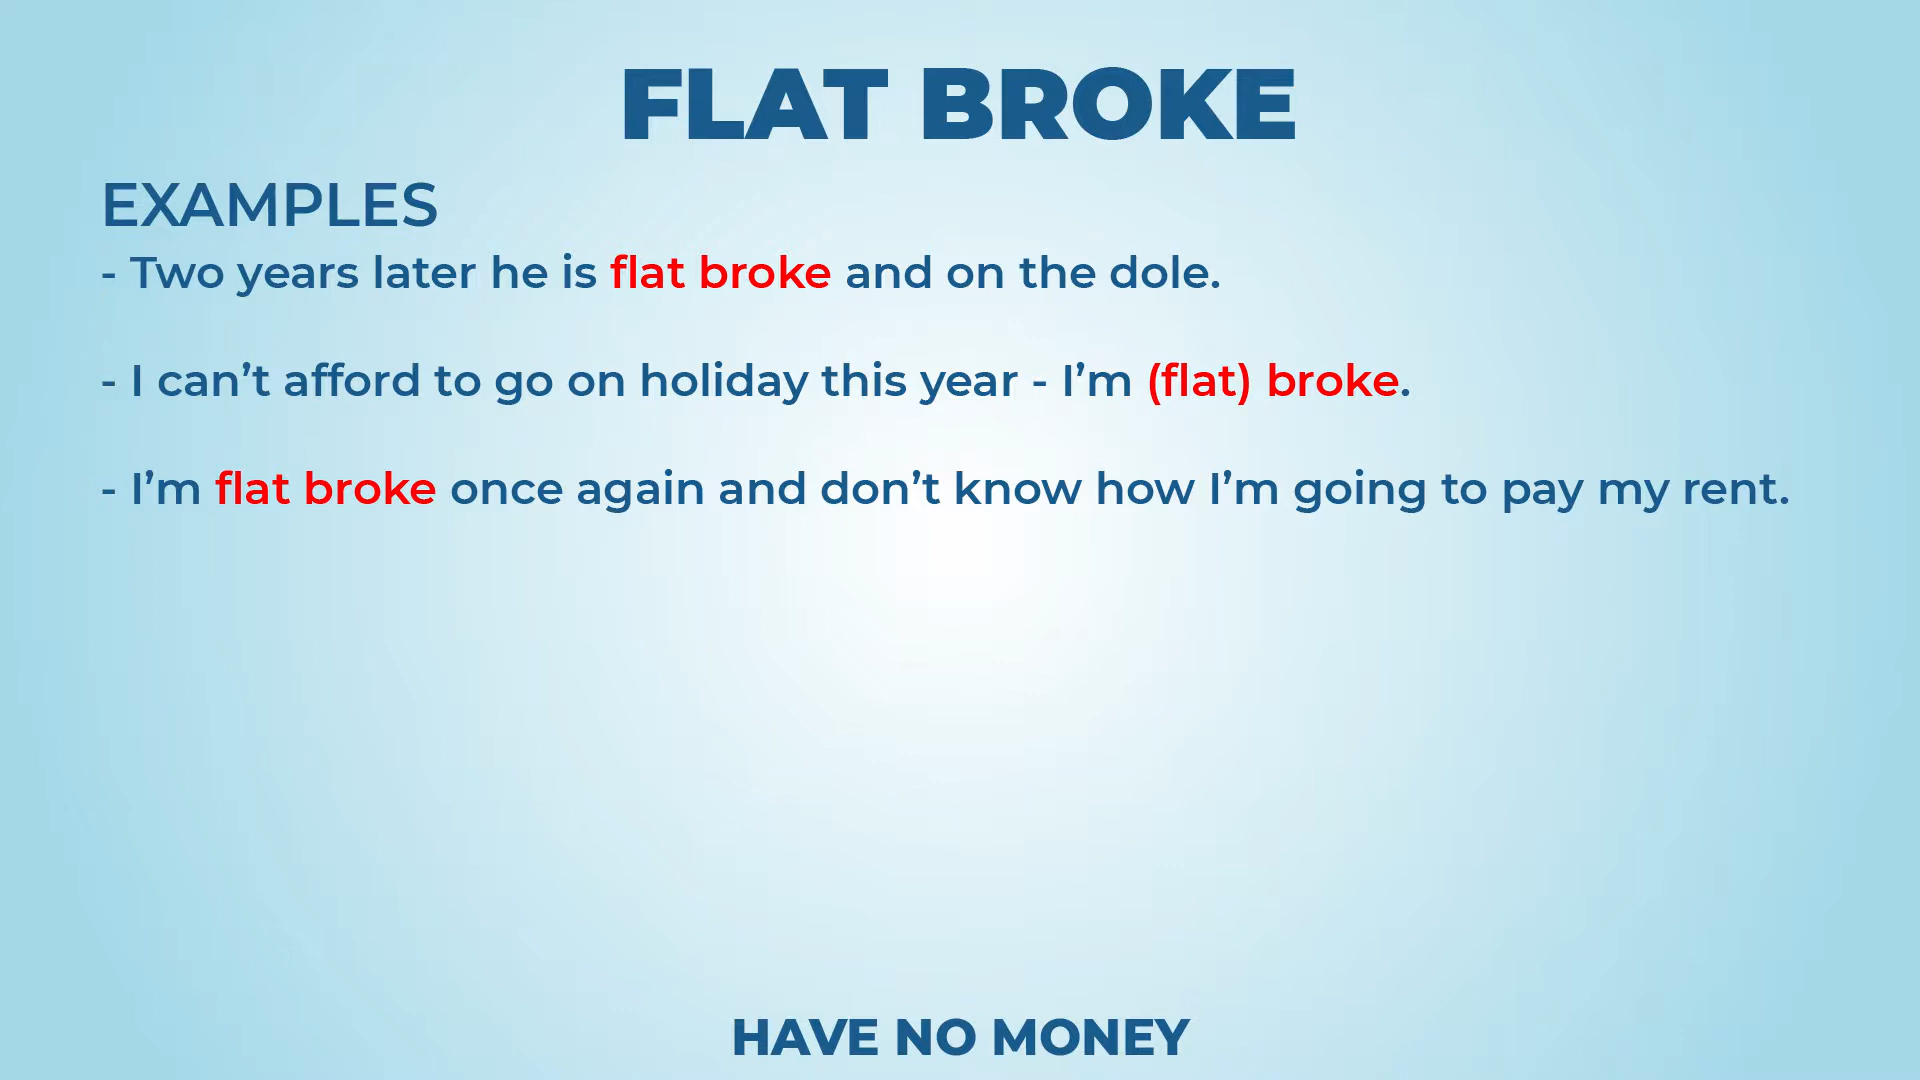 FLAT BROKE
EXAMPLES
- Two years later he is flat broke and on the dole.
- I can’t afford to go on holiday this year - I’m (flat) broke.
- I’m flat broke once again and don’t know how I’m going to pay my rent.
HAVE NO MONEY